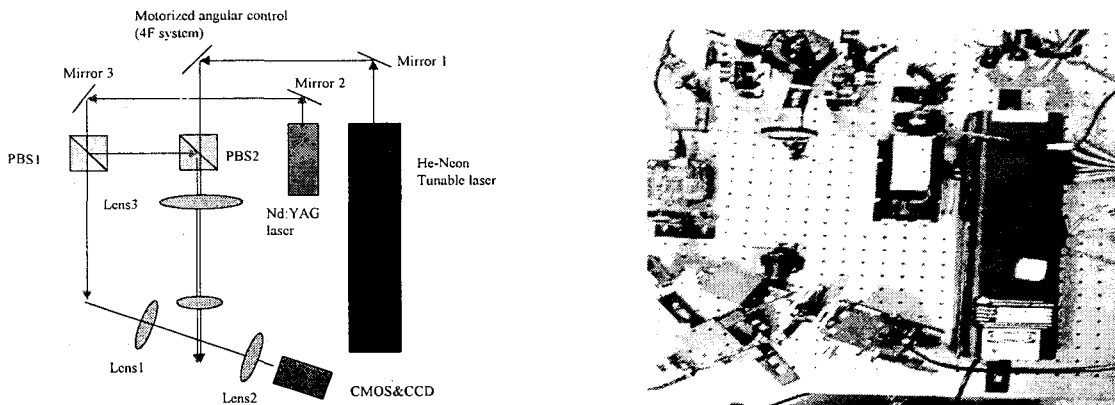 Motorized angular control
(4F system)
Mirror 1
Mirror 3
Mirror 2
PBS1
PBS2
He-Neon
Tunable laser
Lens3
Nd:YAG
laser
Lens1
Lens2
CMOS&CCD